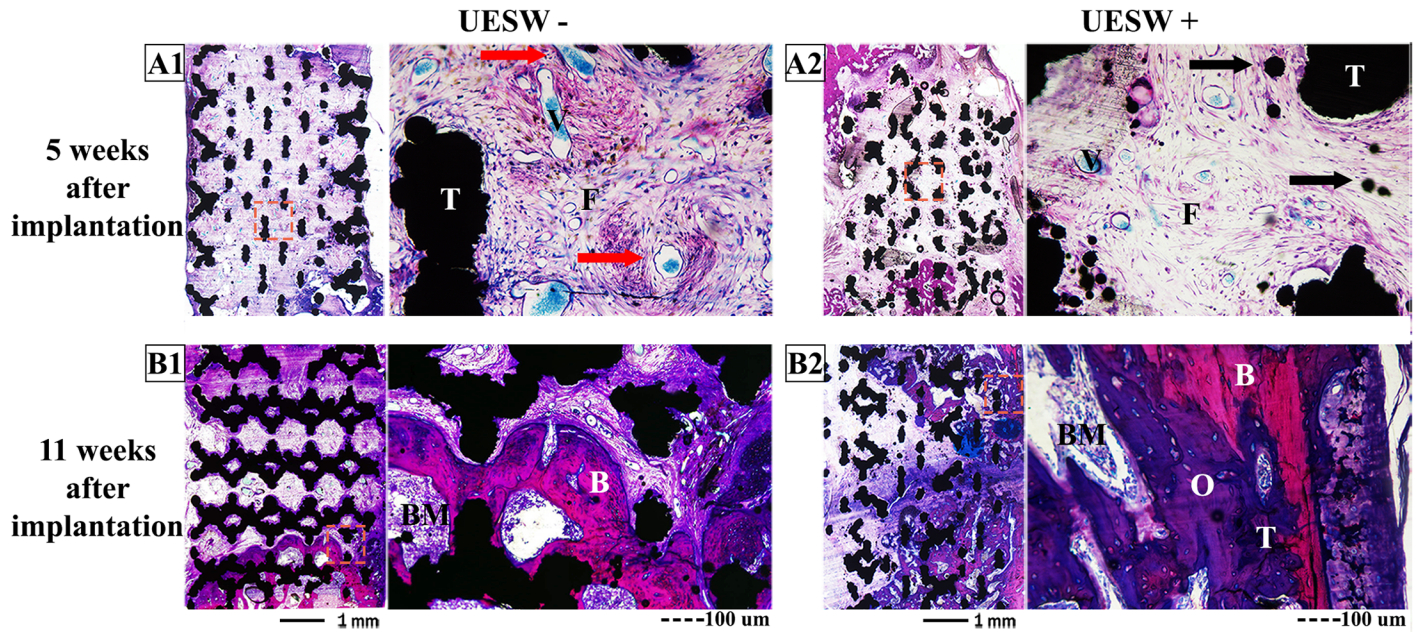 UESW -
UESW +
A1
V
T
F
A2
T
V
F
5 weeks
after
implantation
B1
B
BM
B2
B
BM
O
T
11 weeks
after
implantation
1 mm
100 um
1 mm
100 um